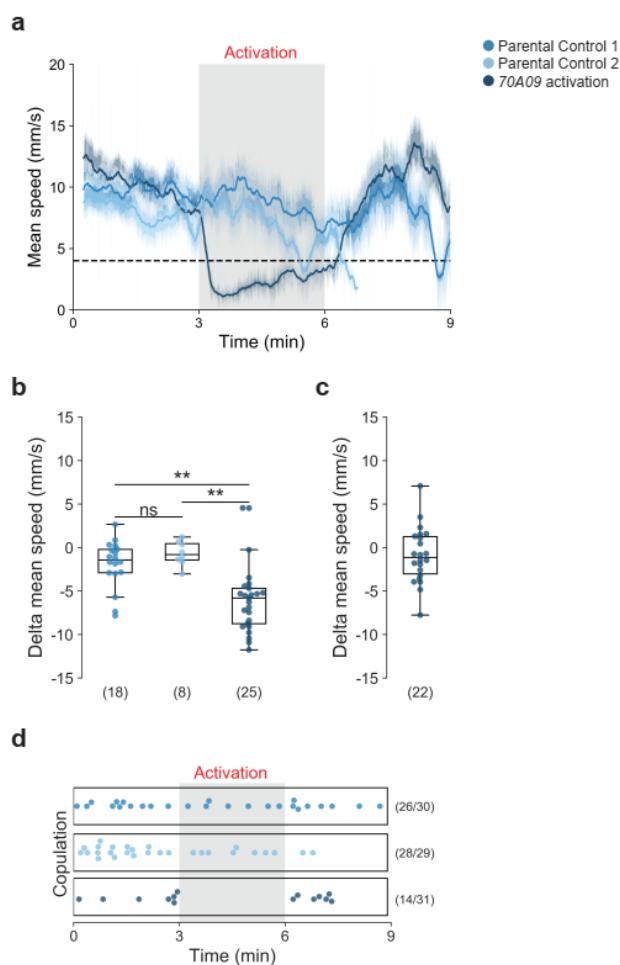 a
Activation
Parental Control 1
Parental Control 2
70A09 activation
Mean speed (mm/s)
20
15
10
5
0
0 3 6 9
Time (min)
b
Delta mean speed (mm/s)
15
10
5
0
-5
-10
-15
**
ns **
(18) (8) (25)
c
Delta mean speed (mm/s)
15
10
5
0
-5
-10
-15
(22)
d
Activation
Copulation
(26/30)
(28/29)
(14/31)
0 3 6 9
Time (min)